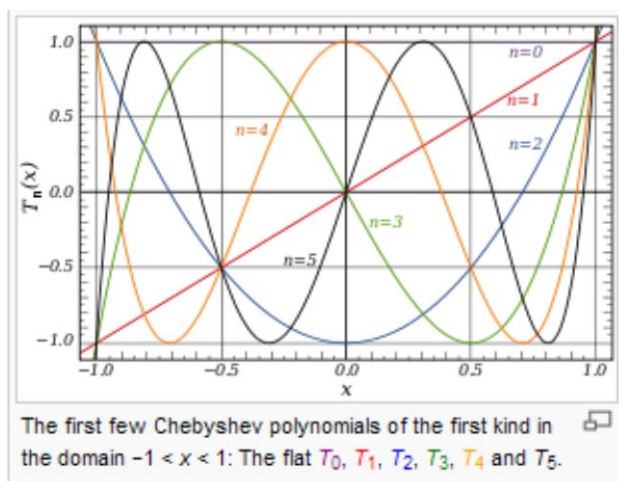 1.0
0.5
0.0
−0.5
−1.0
Tn(x)
n=0
n=1
n=2
n=4
n=3
n=5
−1.0 −0.5 0.0 0.5 1.0
x
The first few Chebyshev polynomials of the first kind in
the domain −1 < x < 1: The flat T0, T1, T2, T3, T4 and T5.